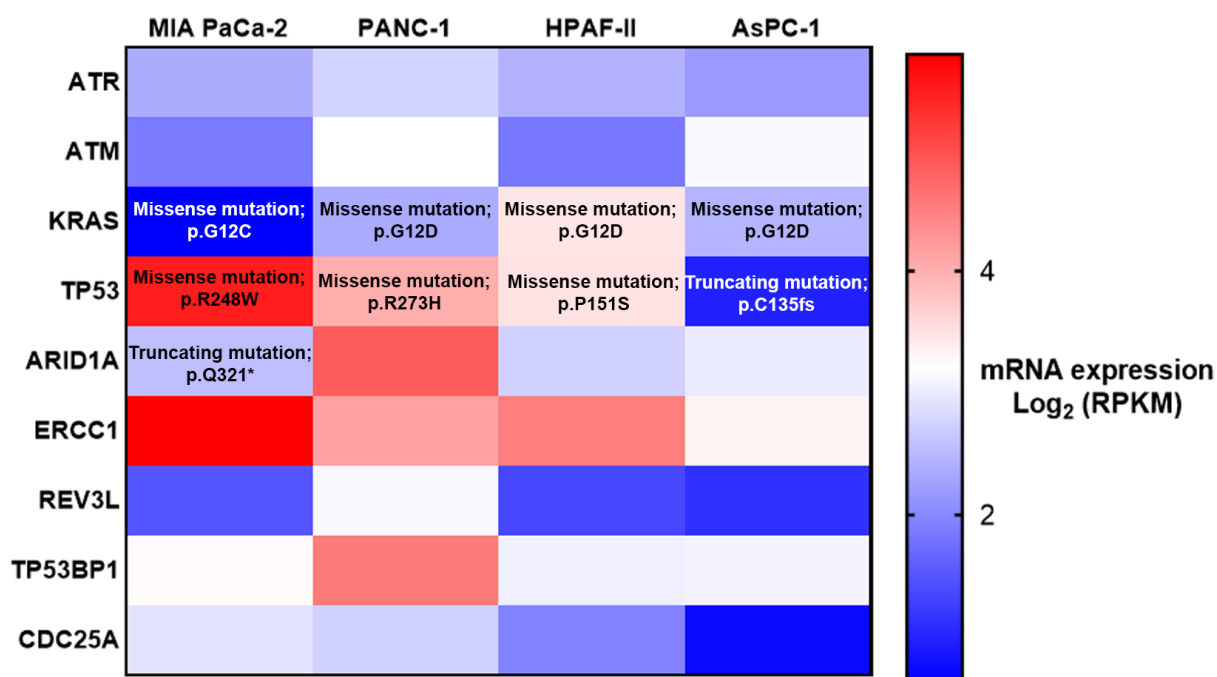 MIA PaCa-2 PANC-1 HPAF-II AsPC-1
ATR
ATM
KRAS
Missense mutation;
p.G12C
Missense mutation;
p.G12D
Missense mutation;
p.G12D
Missense mutation;
p.G12D
TP53
Missense mutation;
p.R248W
Missense mutation;
p.R273H
Missense mutation;
p.P151S
Truncating mutation;
p.C135fs
ARID1A
Truncating mutation;
p.Q321*
ERCC1
REV3L
TP53BP1
CDC25A
4
2
mRNA expression
Log₂ (RPKM)